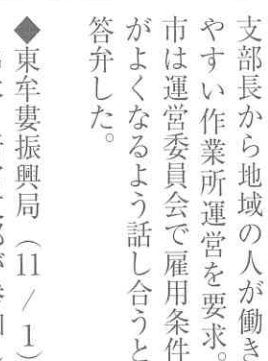 支部長から地域の人が働き
やすい作業所運営を要求。
市は運営委員会で雇用条件
がよくなるよう話し合うと
答弁した。
◆東牟婁振興局（11/1）